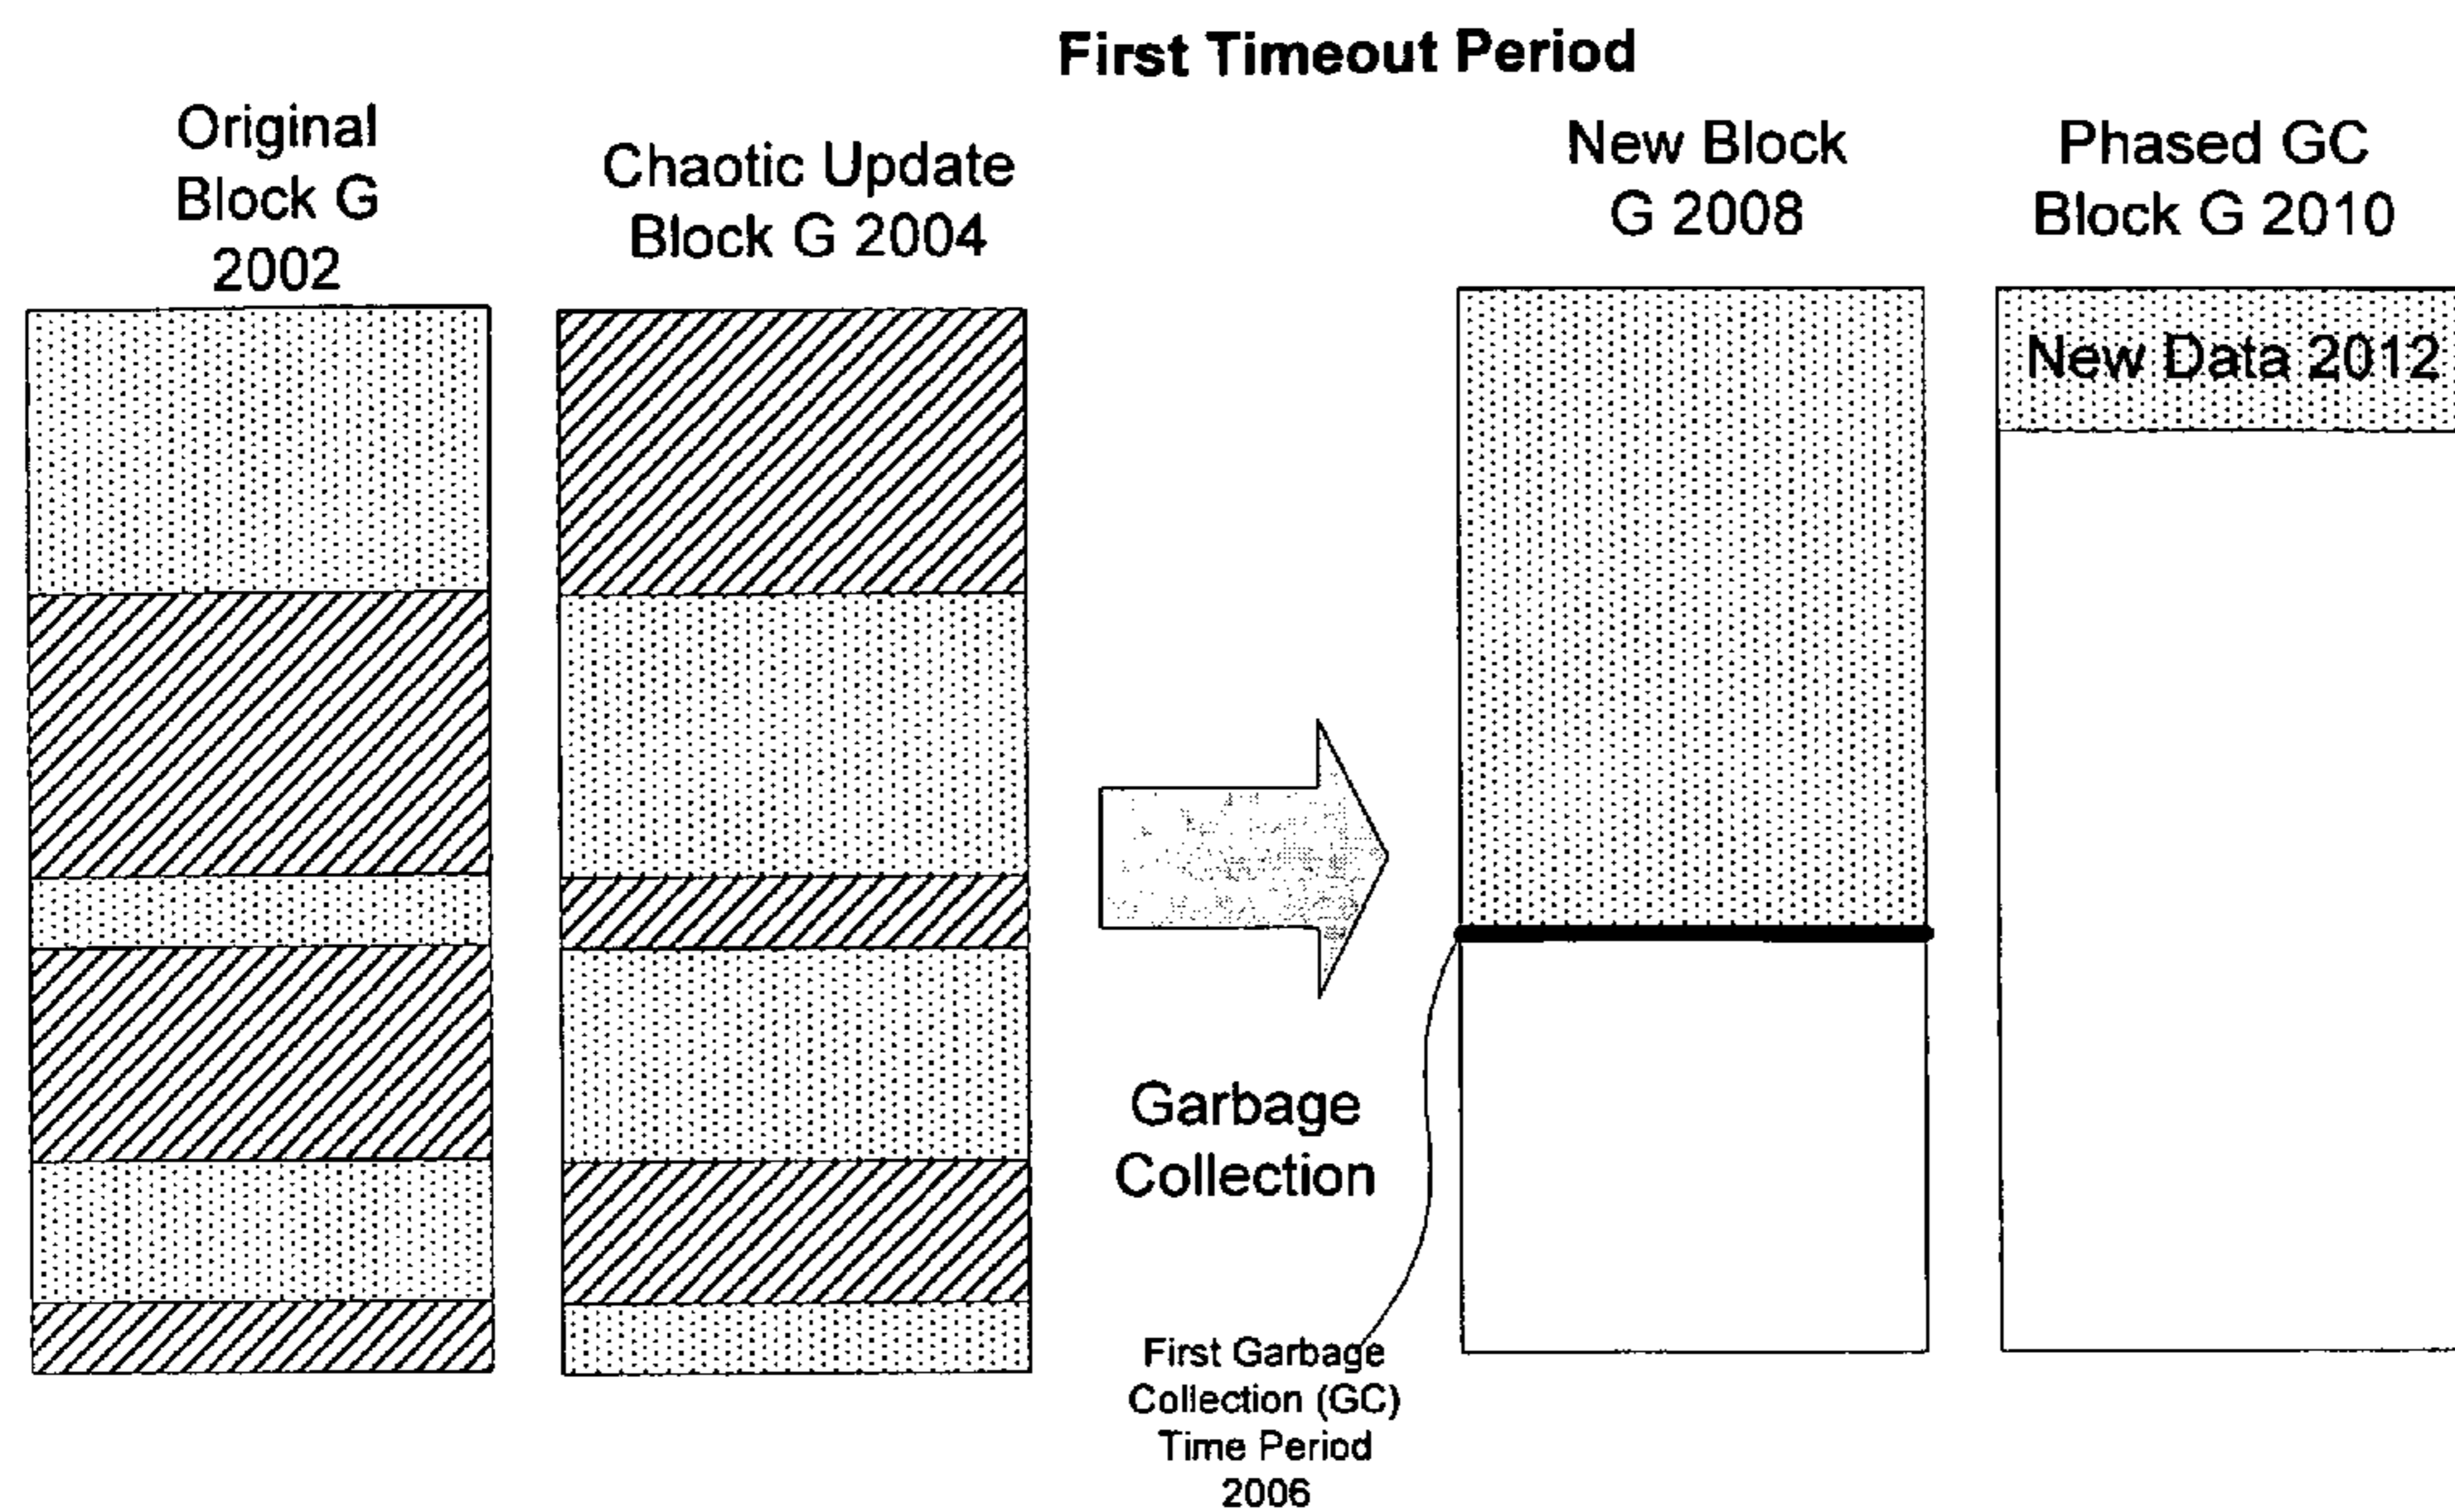 First Timeout Period
Original
Block G
2002
Chaotic Update
Block G 2004
New Block
G 2008
Phased GC
Block G 2010
New Data 2012
Garbage
Collection
First Garbage
Collection (GC)
Time Period
2006